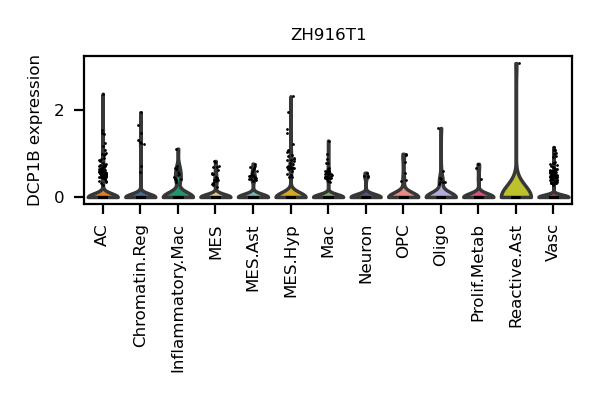 ZH916T1
DCP1B expression
2
0
AC
Chromatin.Reg
Inflammatory.Mac
MES
MES.Ast
MES.Hyp
Mac
Neuron
OPC
Oligo
Prolif.Metab
Reactive.Ast
Vasc